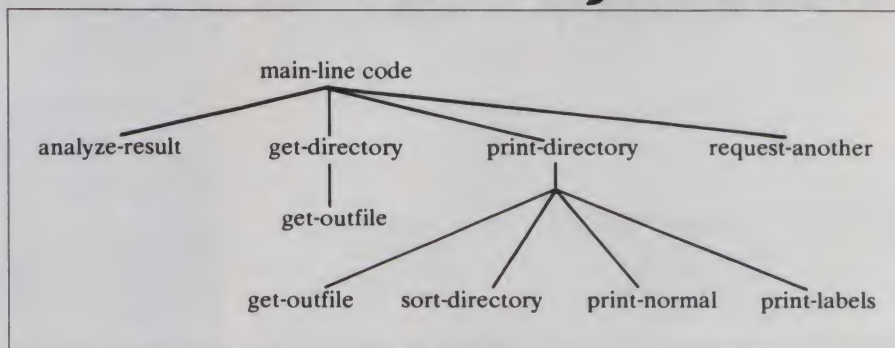 main-line code
analyze-result get-directory print-directory request-another
get-outfile
get-outfile sort-directory print-normal print-labels